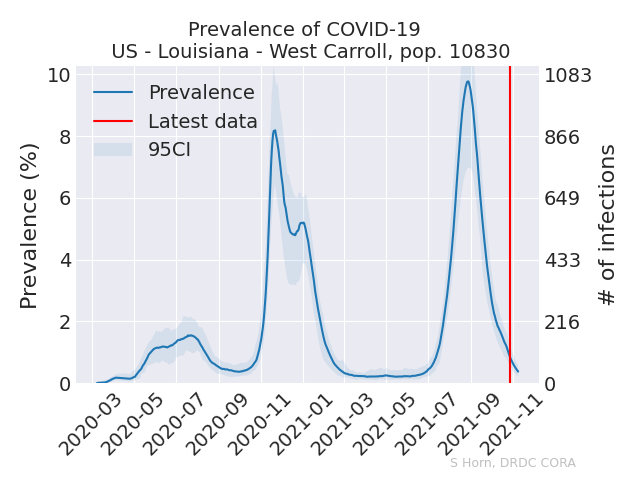 Prevalence of COVID-19
US - Louisiana - West Carroll, pop. 10830
Prevalence
Latest data
95CI
Prevalence (%)
10
8
6
4
2
0
1083
866
649
433
216
0
# of infections
2020-03
2020-05
2020-07
2020-09
2020-11
2021-01
2021-03
2021-05
2021-07
2021-09
2021-11
S Horn, DRDC CORA